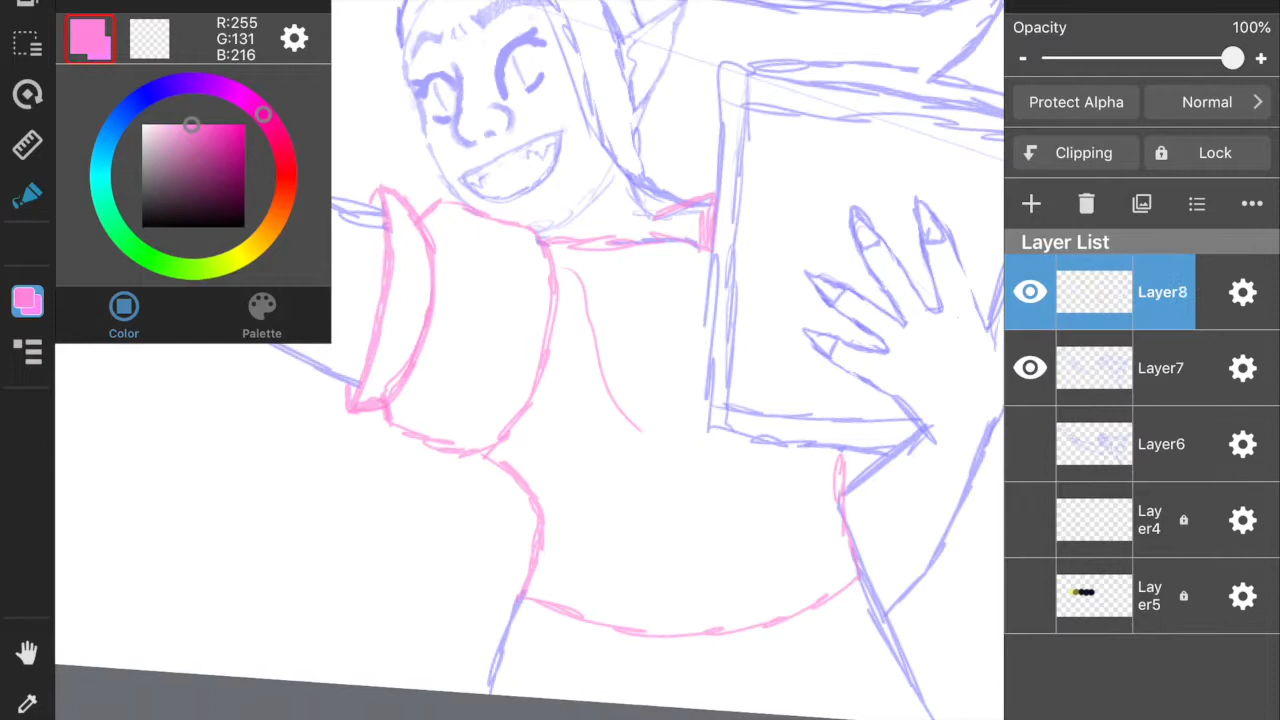 R:255
G:131
B:216
Color
Palette
Opacity
100%
-
+
Protect Alpha
Normal
Clipping
Lock
Layer List
Layer8
Layer7
Layer6
Lay
er4
Lay
er5